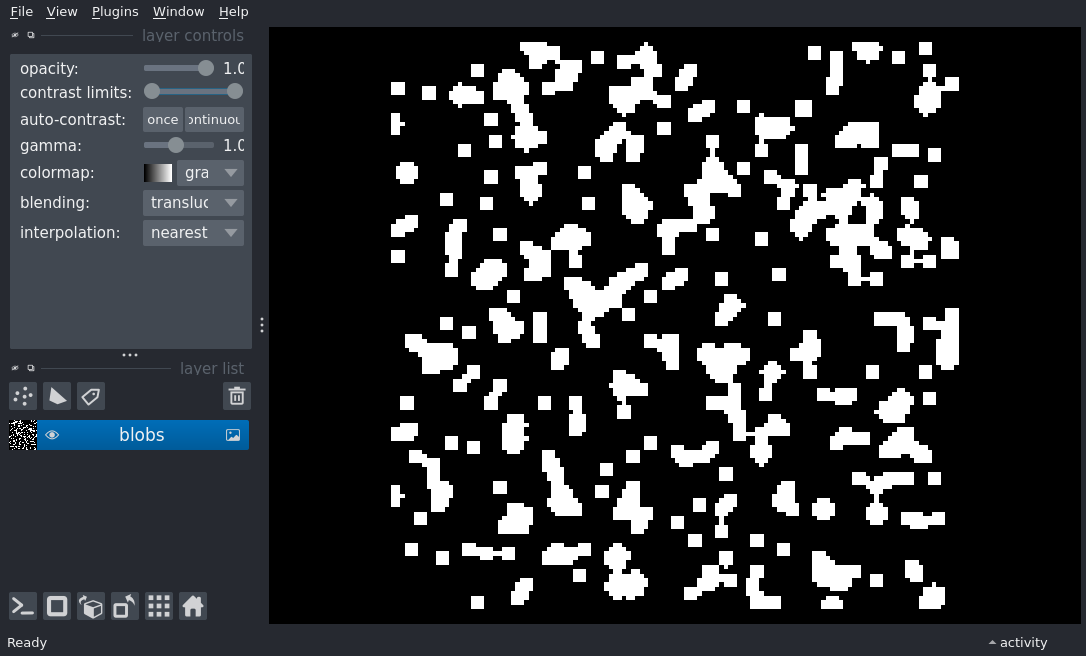 File View Plugins Window Help
layer controls
opacity: 1.0
contrast limits:
auto-contrast: once ontinuou
gamma: 1.0
colormap: gra
blending: transluc
interpolation: nearest
layer list
blobs
Ready
activity